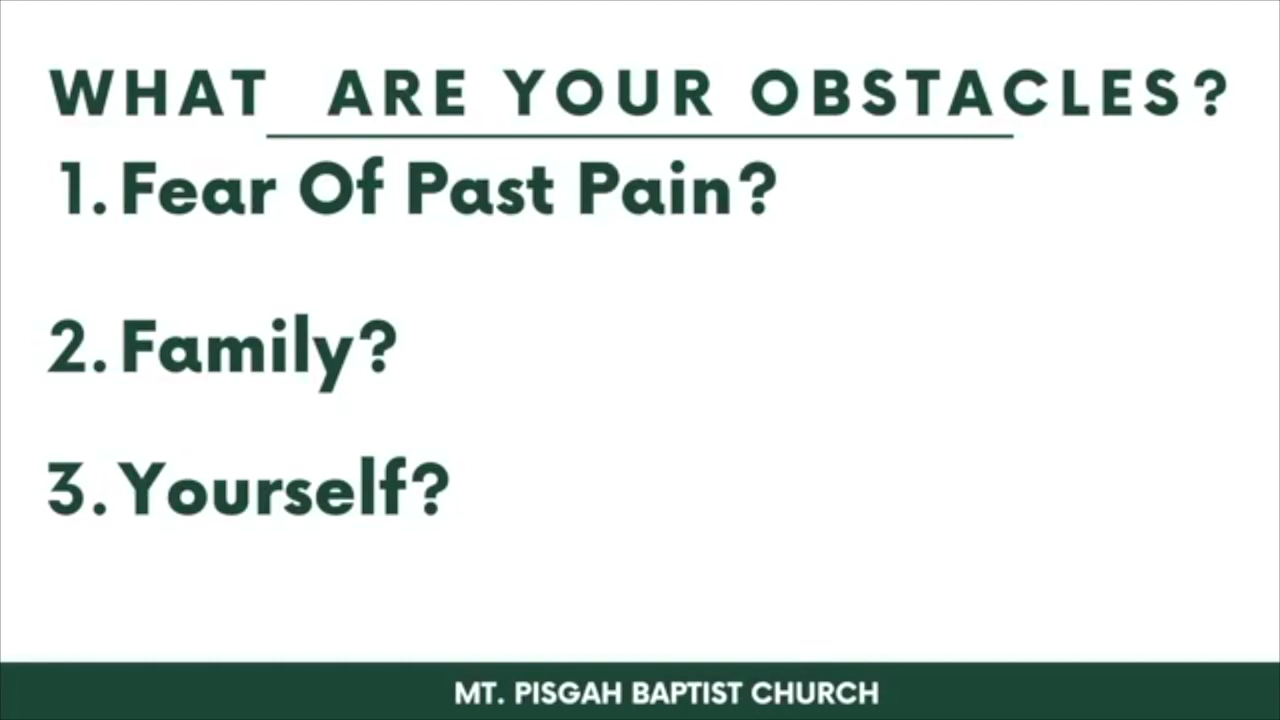 WHAT  ARE YOUR OBSTACLES?
1. Fear Of Past Pain?
2. Family?
3. Yourself?
MT. PISGAH BAPTIST CHURCH